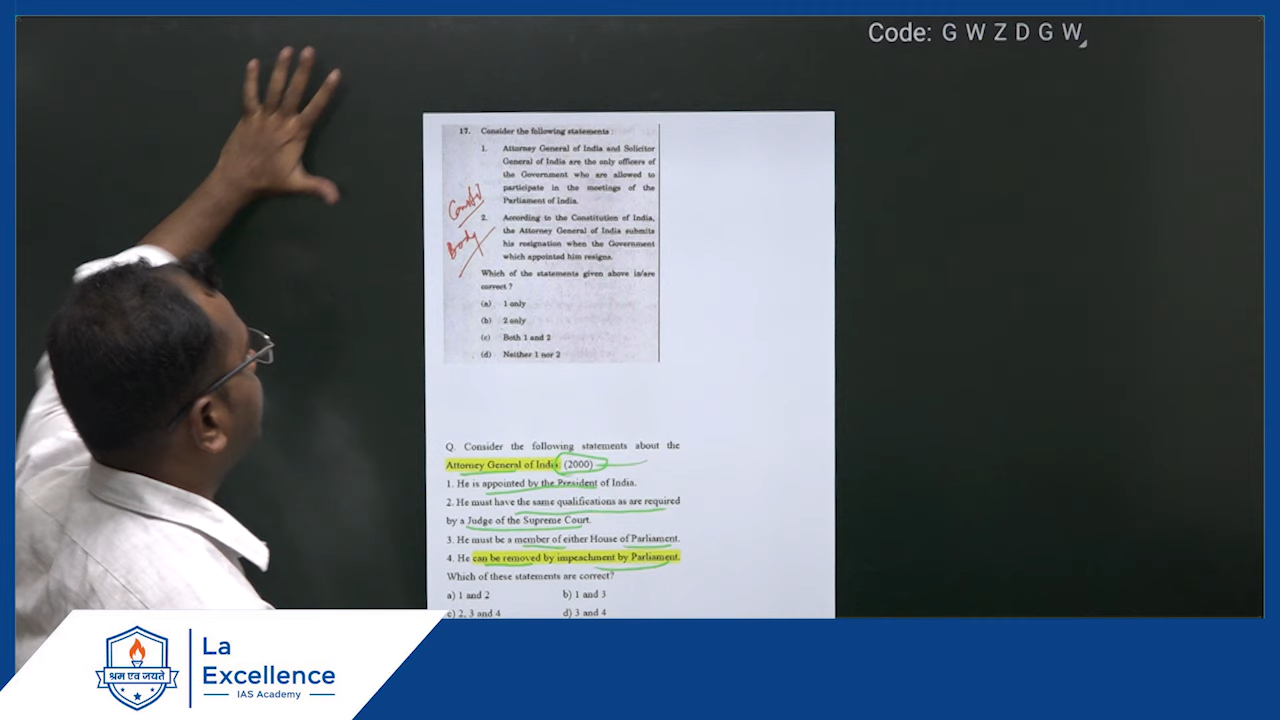 Code: G W Z D G W
17. Consider the following statements :
1. Attorney General of India and Solicitor
General of India are the only officers of
the Government who are allowed to
participate in the meetings of the
Parliament of India.
2. According to the Constitution of India,
the Attorney General of India submits
his resignation when the Government
which appointed him resigns.
Body
Which of the statements given above is/are
correct ?
(a) 1 only
(b) 2 only
(c) Both 1 and 2
(d) Neither 1 nor 2
Q. Consider the following statements about the
Attorney General of India: (2000)
1. He is appointed by the President of India.
2. He must have the same qualifications as are required
by a Judge of the Supreme Court.
3. He must be a member of either House of Parliament.
4. He can be removed by impeachment by Parliament.
Which of these statements are correct?
a) 1 and 2 b) 1 and 3
c) 2, 3 and 4 d) 3 and 4
श्रम एव जयते
La
Excellence
IAS Academy